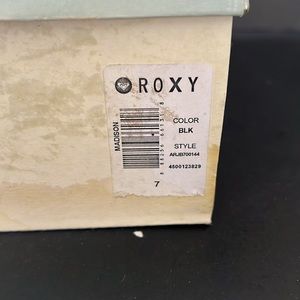 ROXY
COLOR
BLK
STYLE
ARJB700144
4500123829
MADISON
7